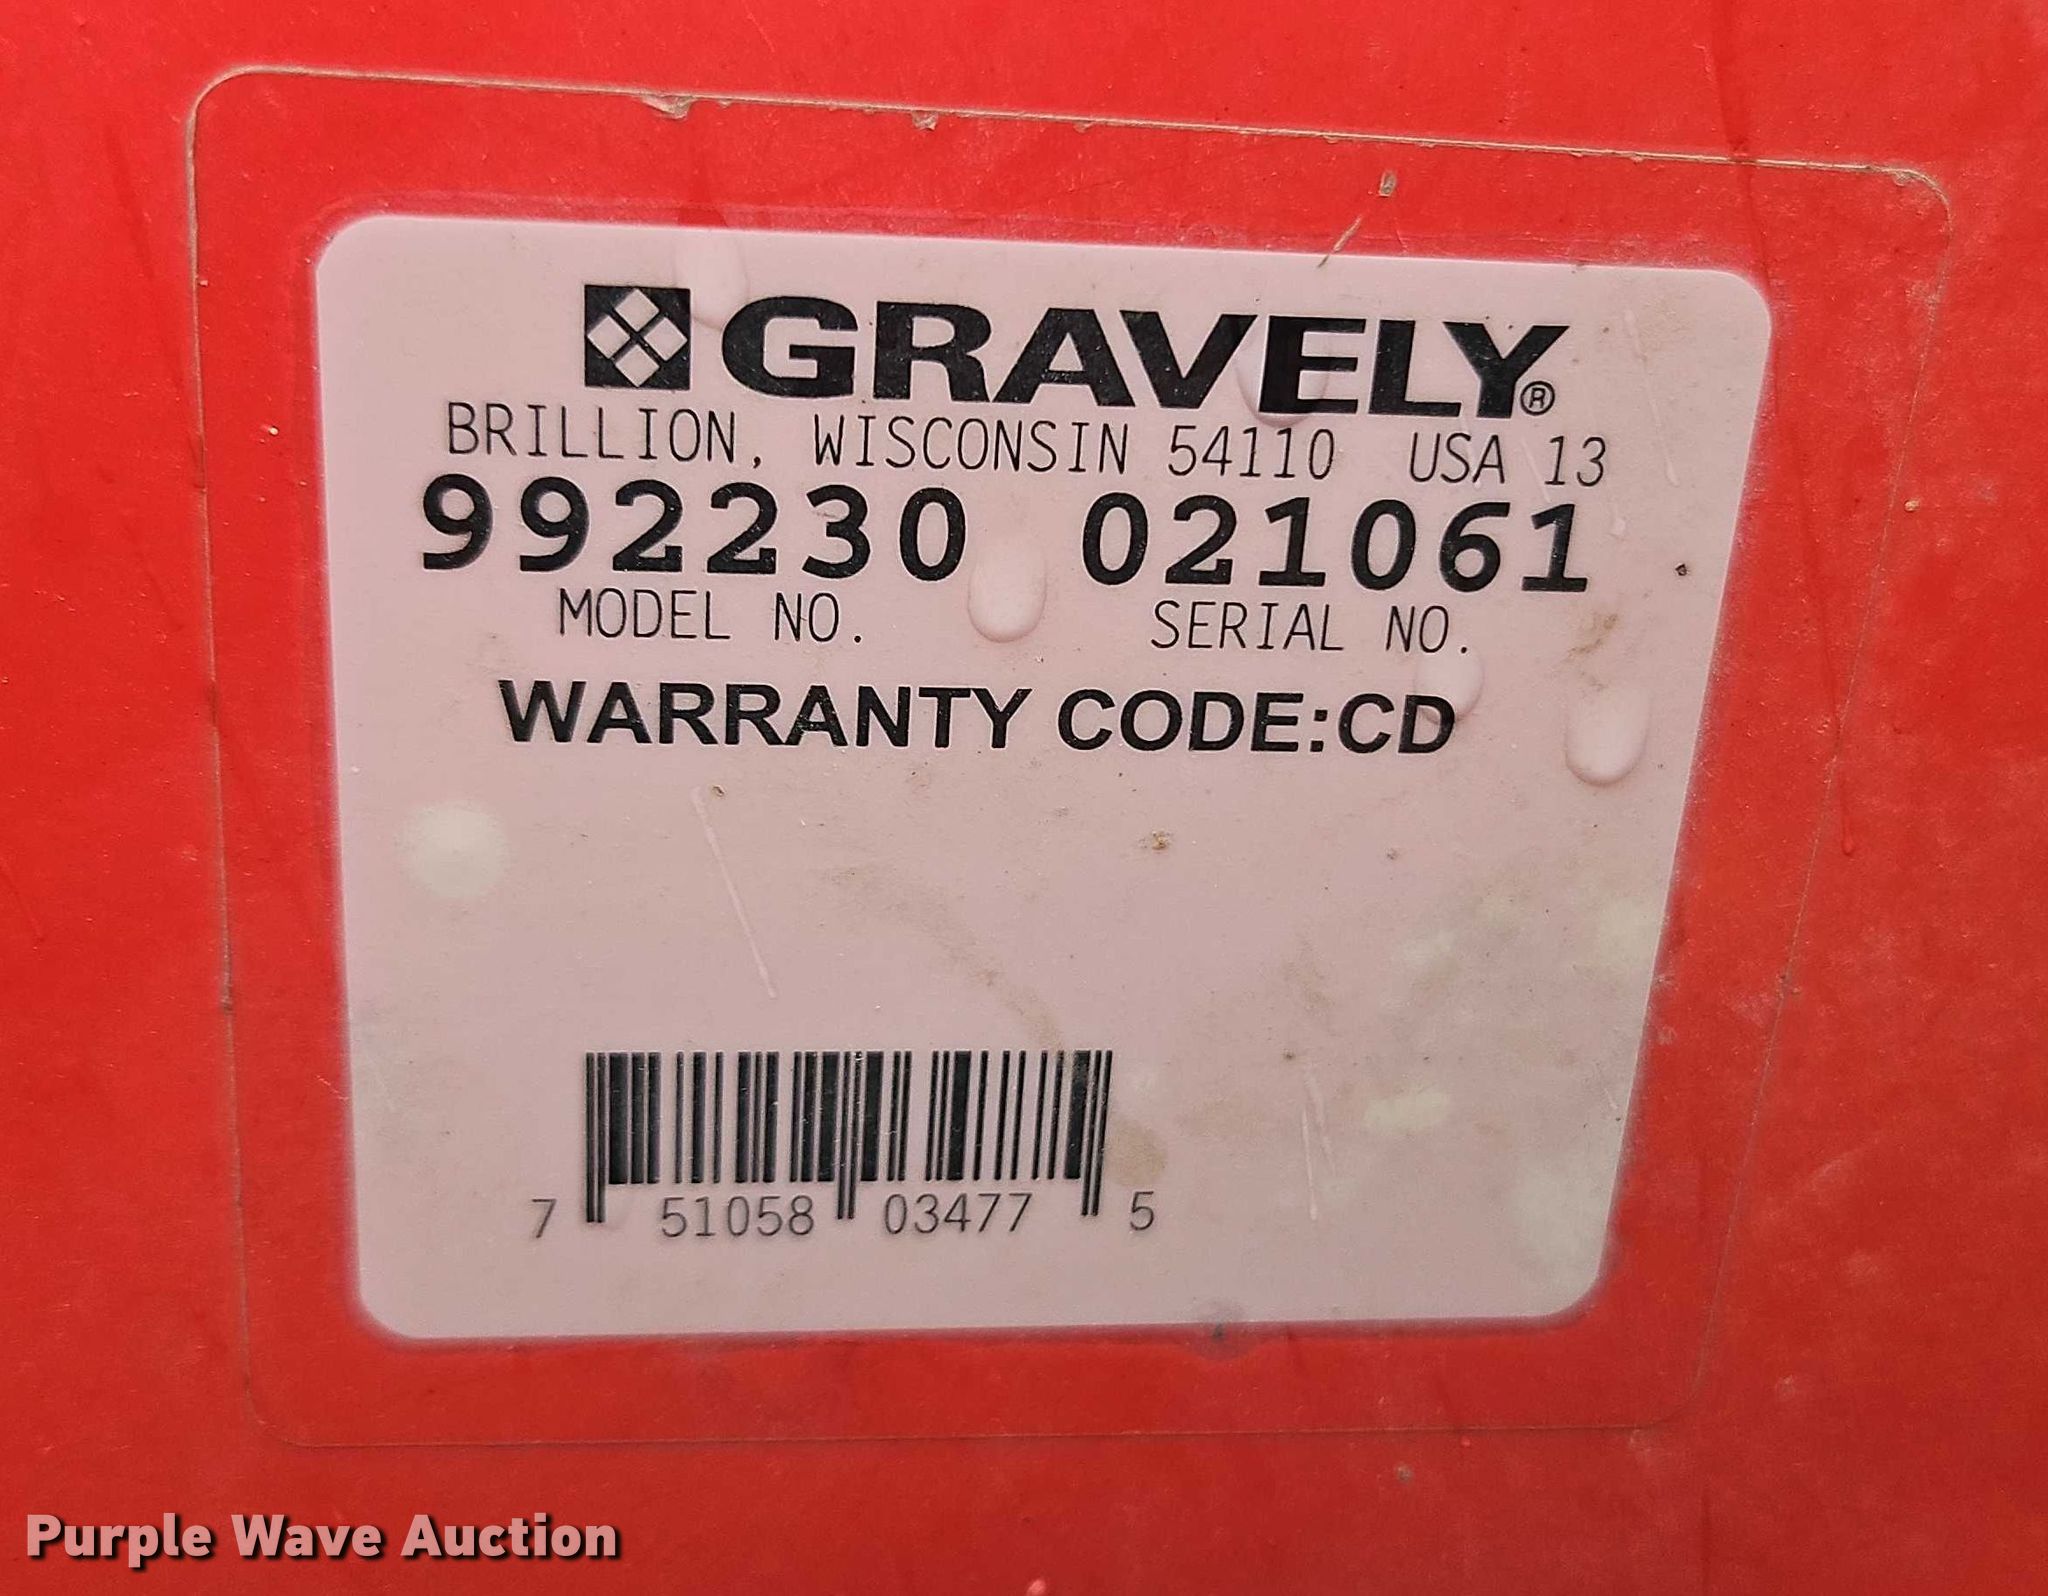 GRAVELY®
BRILLION, WISCONSIN 54110 USA 13
992230 021061
MODEL NO. SERIAL NO.
WARRANTY CODE:CD
7 51058 03477 5
Purple Wave Auction